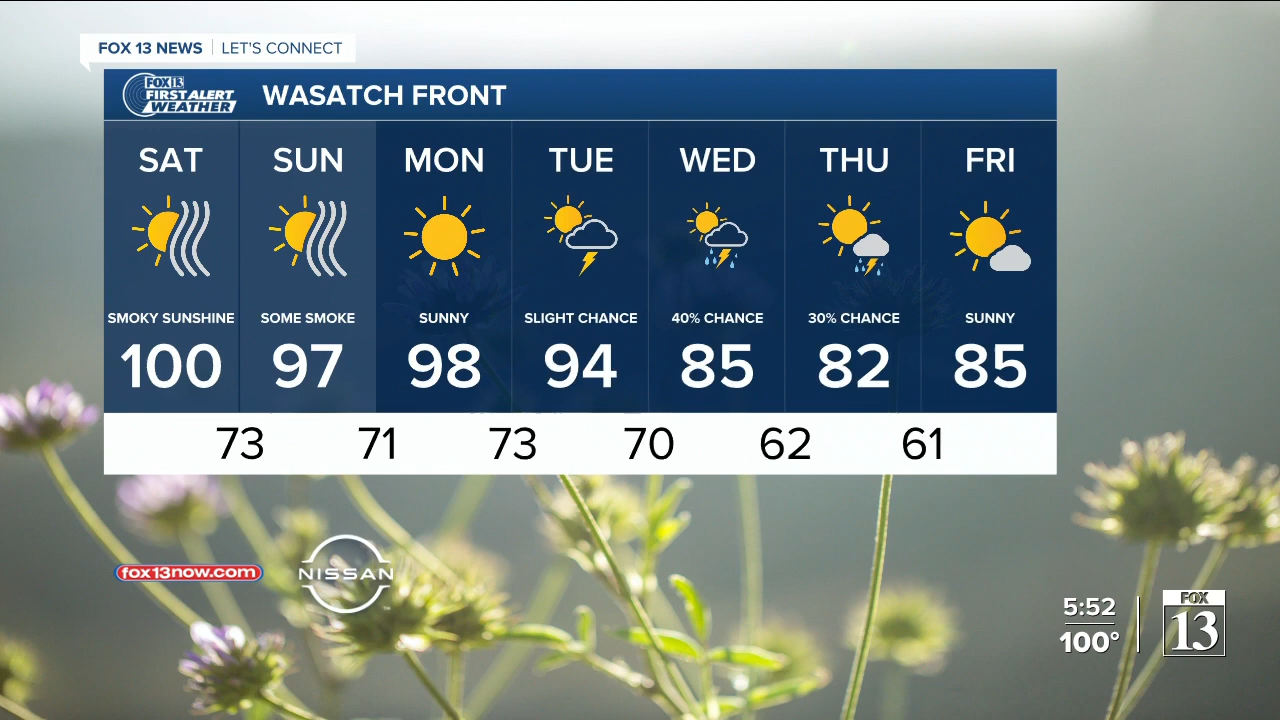 FOX 13 NEWS | LET'S CONNECT
FOX 13
FIRST ALERT
WEATHER
WASATCH FRONT
SAT SUN MON TUE WED THU FRI
SMOKY SUNSHINE SOME SMOKE SUNNY SLIGHT CHANCE 40% CHANCE 30% CHANCE SUNNY
100 97 98 94 85 82 85
73 71 73 70 62 61
fox13now.com
NISSAN
5:52
100°
FOX
13